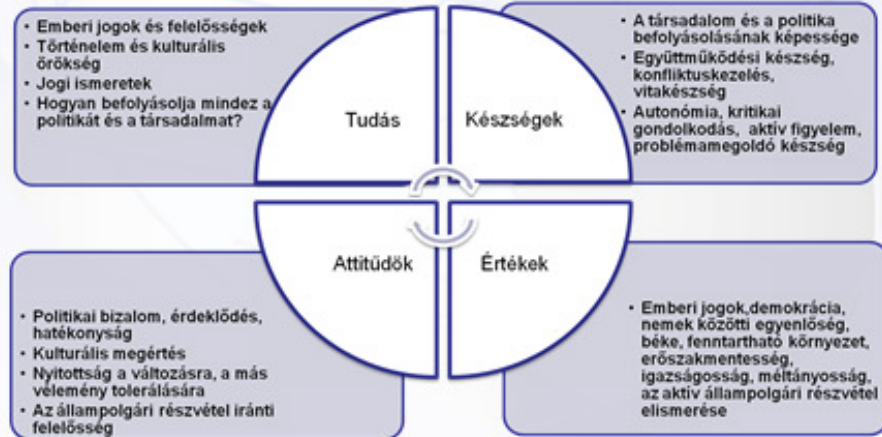 • Emberi jogok és felelősségek
• Történelem és kulturális
örökség
• Jogi ismeretek
• Hogyan befolyásolja mindez a
politikát és a társadalmat?
Tudás
Készségek
• A társadalom és a politika
befolyásolásának képessége
• Együttműködési készség,
konfliktuskezelés,
vitakészség
• Autonómia, kritikai
gondolkodás, aktív figyelem,
problémamegoldó készség
Attitűdök
Értékek
• Politikai bizalom, érdeklődés,
hatékonyság
• Kulturális megértés
• Nyitottság a változásra, a más
vélemény tolerálására
• Az állampolgári részvétel iránti
felelősség
• Emberi jogok,demokrácia,
nemek közötti egyenlőség,
béke, fenntartható környezet,
erőszakmentesség,
igazságosság, méltányosság,
az aktív állampolgári részvétel
elismerése